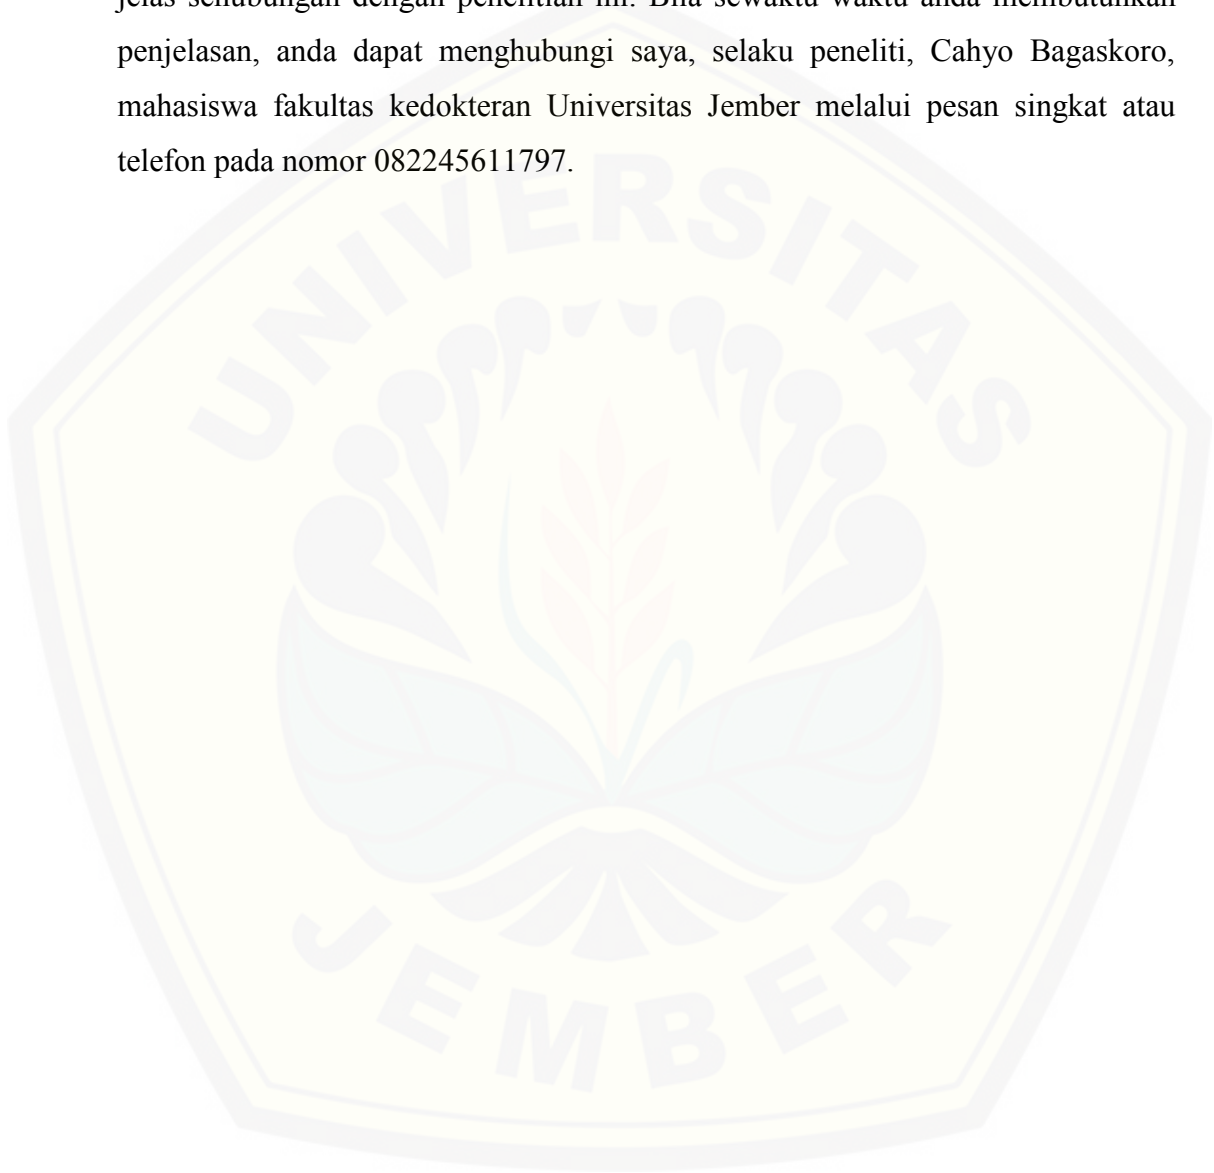 jelas sehubungan dengan penelitian ini. Bila sewaktu-waktu anda membutuhkan
penjelasan, anda dapat menghubungi saya, selaku peneliti, Cahyo Bagaskoro,
mahasiswa fakultas kedokteran Universitas Jember melalui pesan singkat atau
telefon pada nomor 082245611797.
UNIVERSITAS
JEMBER